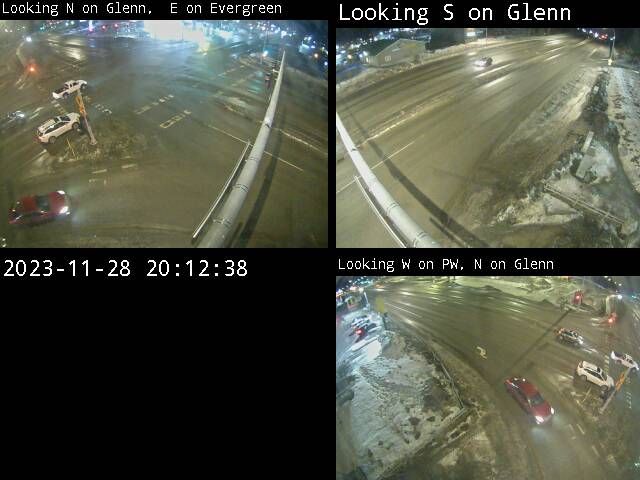 Looking N on Glenn,  E on Evergreen
Looking S on Glenn
2023-11-28 20:12:38
Looking W on PW, N on Glenn